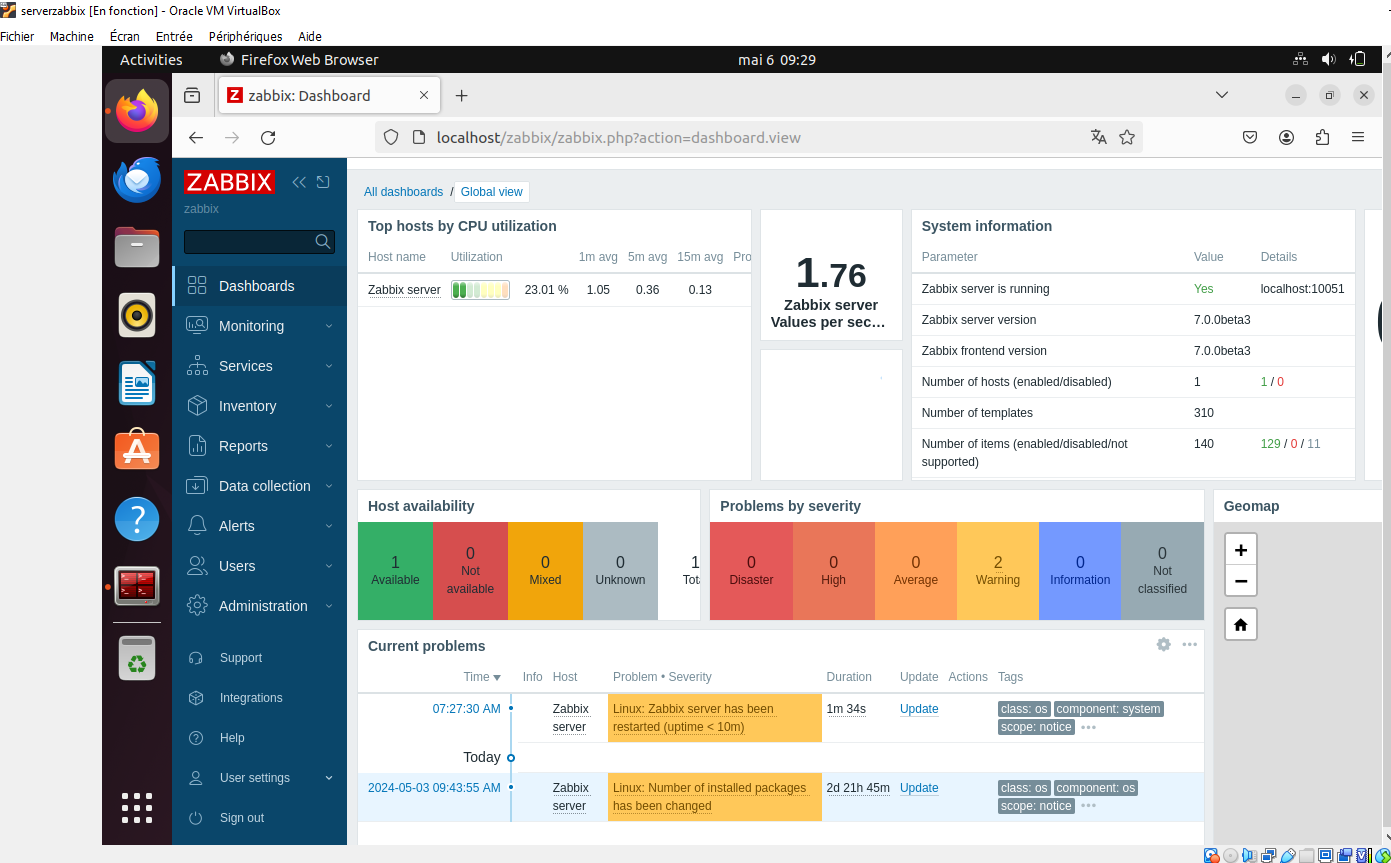 serverzabbix [En fonction] - Oracle VM VirtualBox
Fichier Machine Écran Entrée Périphériques Aide
Activities Firefox Web Browser mai 6 09:29
zabbix: Dashboard
localhost/zabbix/zabbix.php?action=dashboard.view
ZABBIX
zabbix
Dashboards
Monitoring
Services
Inventory
Reports
Data collection
Alerts
Users
Administration
Support
Integrations
Help
User settings
Sign out
All dashboards / Global view
Top hosts by CPU utilization
Host name Utilization 1m avg 5m avg 15m avg Pro
Zabbix server 23.01 % 1.05 0.36 0.13
1.76
Zabbix server
Values per sec...
System information
Parameter Value Details
Zabbix server is running Yes localhost:10051
Zabbix server version 7.0.0beta3
Zabbix frontend version 7.0.0beta3
Number of hosts (enabled/disabled) 1 1 / 0
Number of templates 310
Number of items (enabled/disabled/not supported) 140 129 / 0 / 11
Host availability
1 Available
0 Not available
0 Mixed
0 Unknown
1 Tota
Problems by severity
0 Disaster
0 High
0 Average
2 Warning
0 Information
0 Not classified
Geomap
+
−
Current problems
Time Info Host Problem • Severity Duration Update Actions Tags
07:27:30 AM Zabbix server Linux: Zabbix server has been restarted (uptime < 10m) 1m 34s Update class: os component: system scope: notice
Today
2024-05-03 09:43:55 AM Zabbix server Linux: Number of installed packages has been changed 2d 21h 45m Update class: os component: os scope: notice